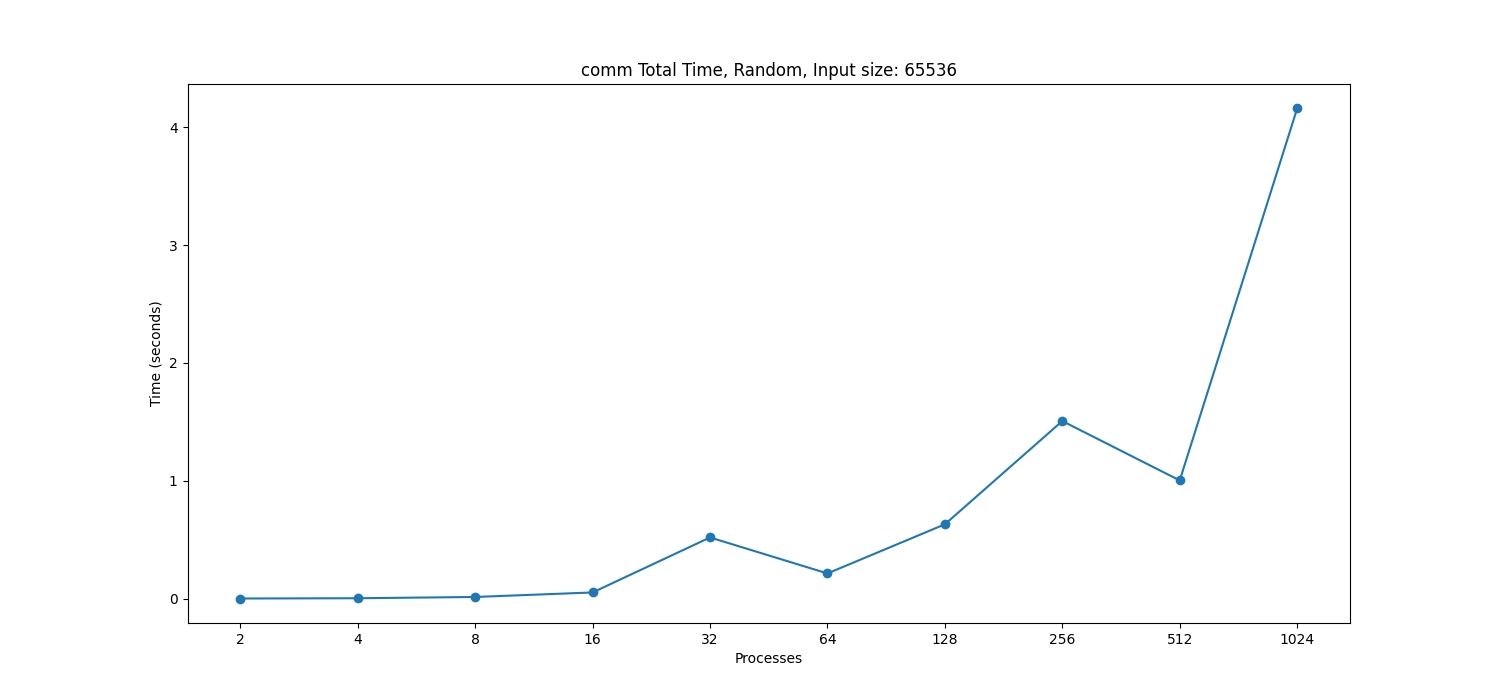 comm Total Time, Random, Input size: 65536
4
3
2
1
0
Time (seconds)
2 4 8 16 32 64 128 256 512 1024
Processes